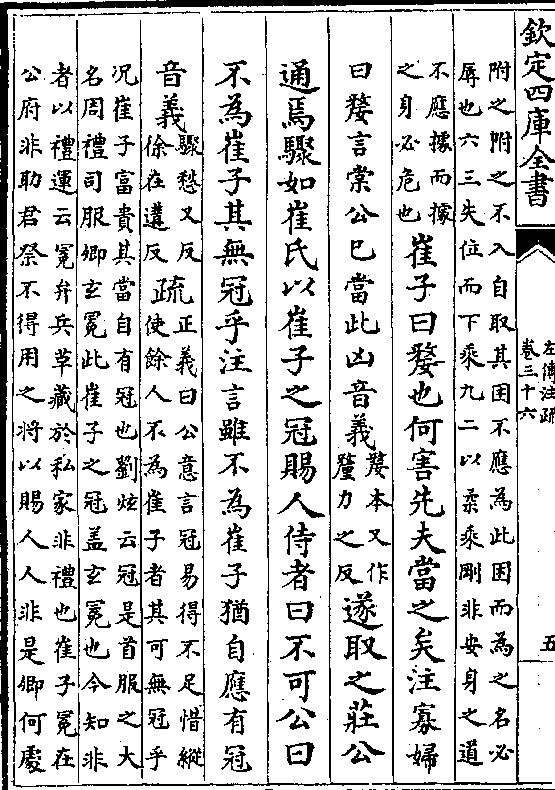 欽定四庫全書
左傳注疏
卷三十六
五
附之附之不入自取其困不應為此困而為之名必
辱也六三失位而下乘九二以柔乘剛非安身之道
不應據而據
之身必危也
崔子曰嫠也何害先夫當之矣注寡婦
曰嫠言棠公已當此凶音義
嫠本又作
釐力之反
遂取之莊公
通焉驟如崔氏以崔子之冠賜人侍者曰不可公曰
不為崔子其無冠乎注言雖不為崔子猶自應有冠
音義
驟愁又反
徐在遘反
疏
正義曰公意言冠易得不足惜縱
使餘人不為崔子者其可無冠乎
况崔子富貴其當自有冠也劉炫云冠是首服之大
名周禮司服卿玄冕此崔子之冠盖玄冕也今知非
者以禮運云冕弁兵革藏於私家非禮也崔子冕在
公府非助君祭不得用之將以賜人人非是卿何處